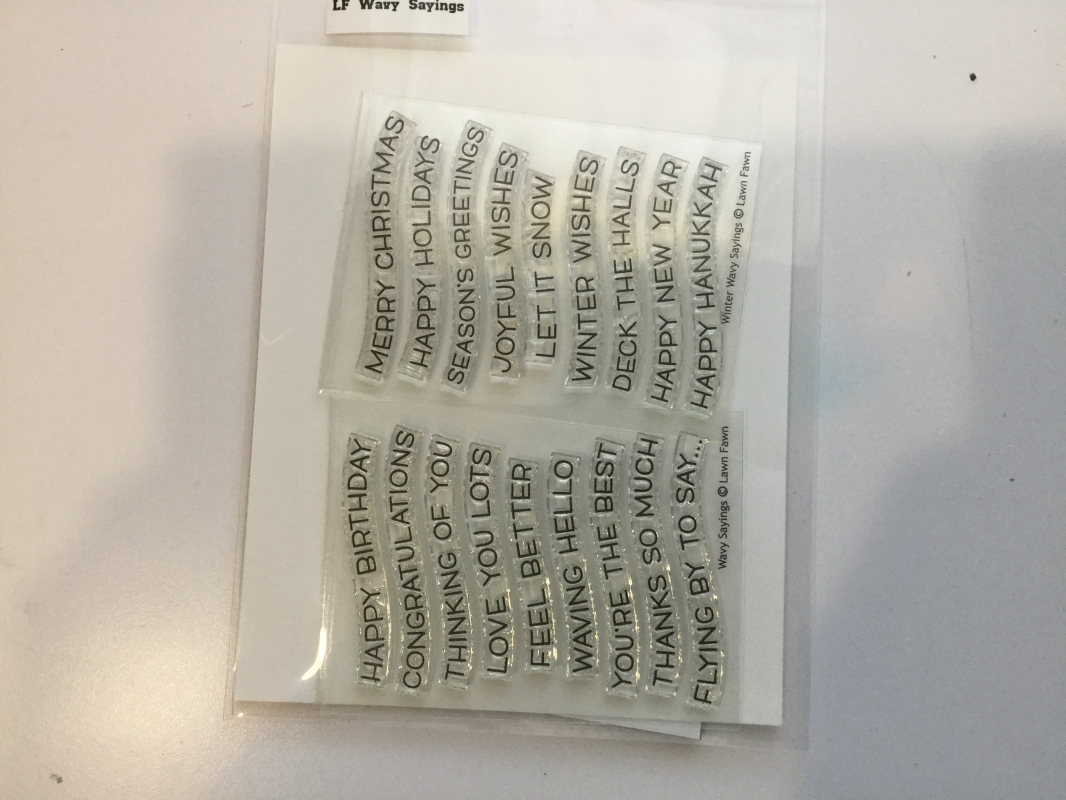 LF Wavy Sayings
MERRY CHRISTMAS
HAPPY HOLIDAYS
SEASON'S GREETINGS
JOYFUL WISHES
LET IT SNOW
WINTER WISHES
DECK THE HALLS
HAPPY NEW YEAR
HAPPY HANUKKAH
Winter Wavy Sayings © Lawn Fawn
HAPPY BIRTHDAY
CONGRATULATIONS
THINKING OF YOU
LOVE YOU LOTS
FEEL BETTER
WAVING HELLO
YOU'RE THE BEST
THANKS SO MUCH
FLYING BY TO SAY...
Wavy Sayings © Lawn Fawn